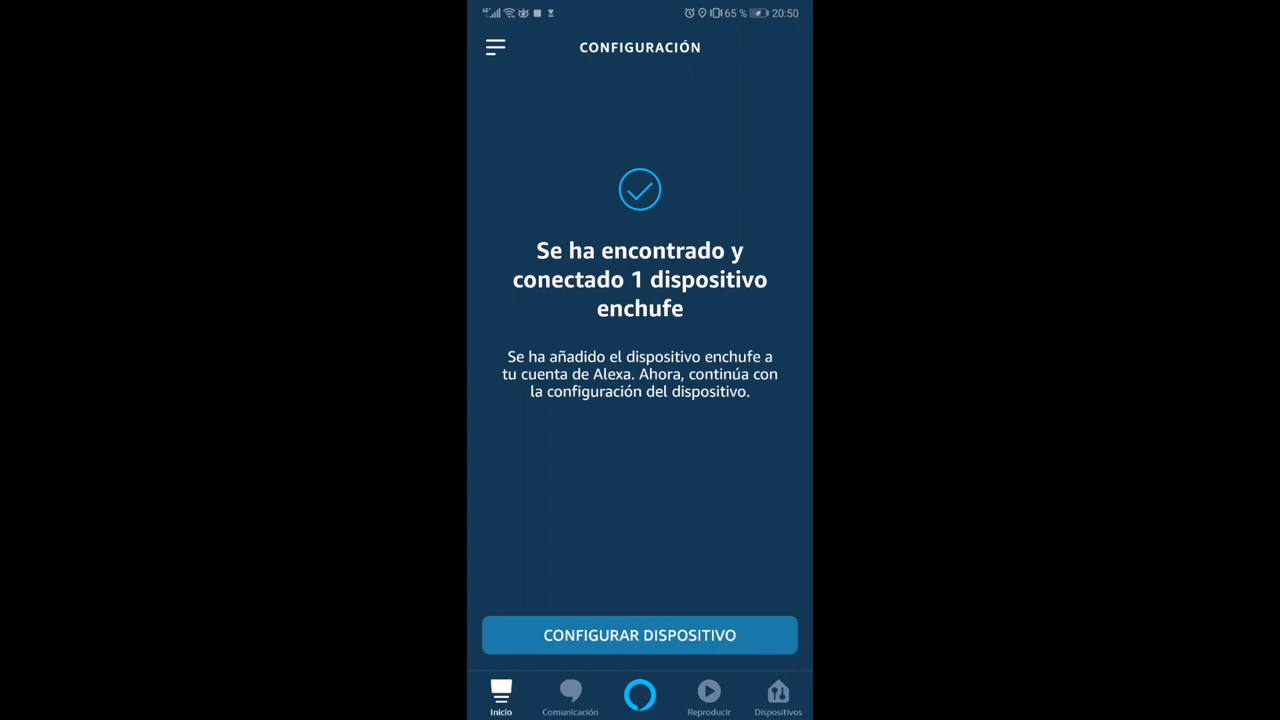 65 % 20:50
CONFIGURACIÓN
Se ha encontrado y
conectado 1 dispositivo
enchufe
Se ha añadido el dispositivo enchufe a
tu cuenta de Alexa. Ahora, continúa con
la configuración del dispositivo.
CONFIGURAR DISPOSITIVO
Inicio Comunicación Reproducir Dispositivos